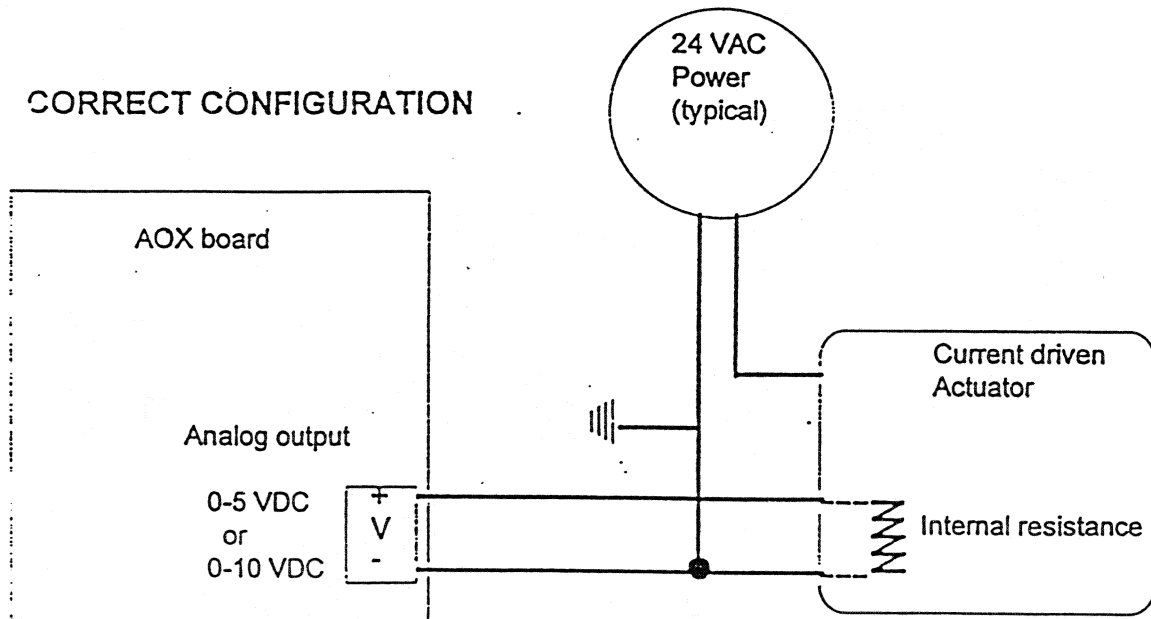 24 VAC
Power
(typical)
CORRECT CONFIGURATION
AOX board
Current driven
Actuator
Analog output
0-5 VDC
or
0-10 VDC
+
V
-
Internal resistance